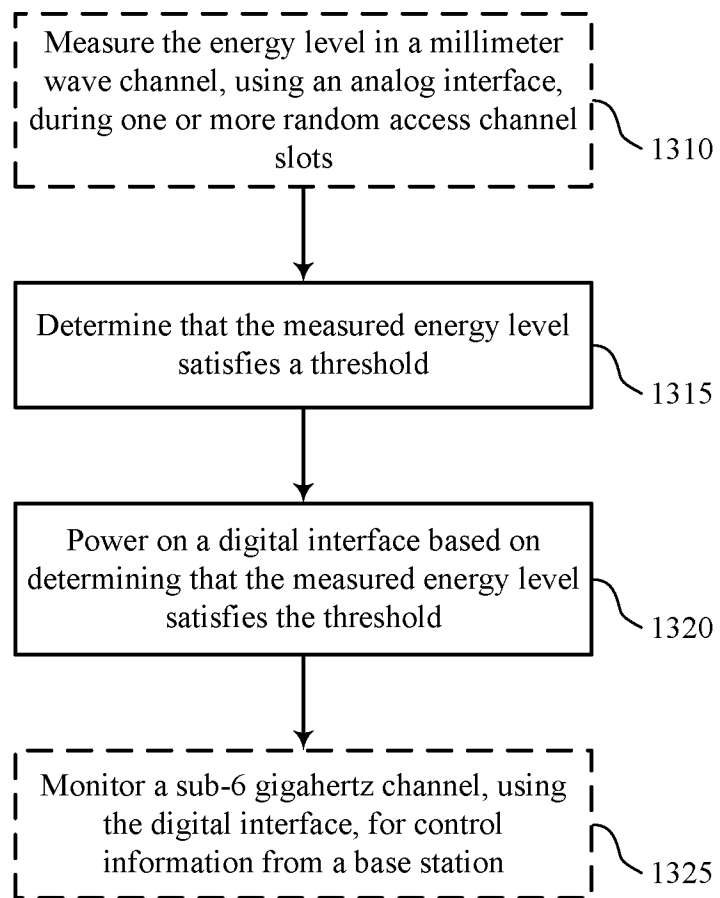 Measure the energy level in a millimeter
wave channel, using an analog interface,
during one or more random access channel
slots
1310
Determine that the measured energy level
satisfies a threshold
1315
Power on a digital interface based on
determining that the measured energy level
satisfies the threshold
1320
Monitor a sub-6 gigahertz channel, using
the digital interface, for control
information from a base station
1325